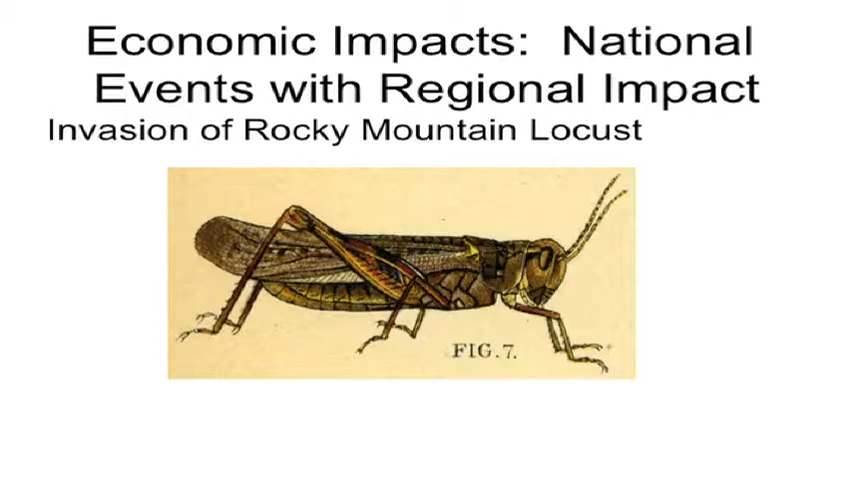 Economic Impacts:  National
Events with Regional Impact
Invasion of Rocky Mountain Locust
FIG. 7.